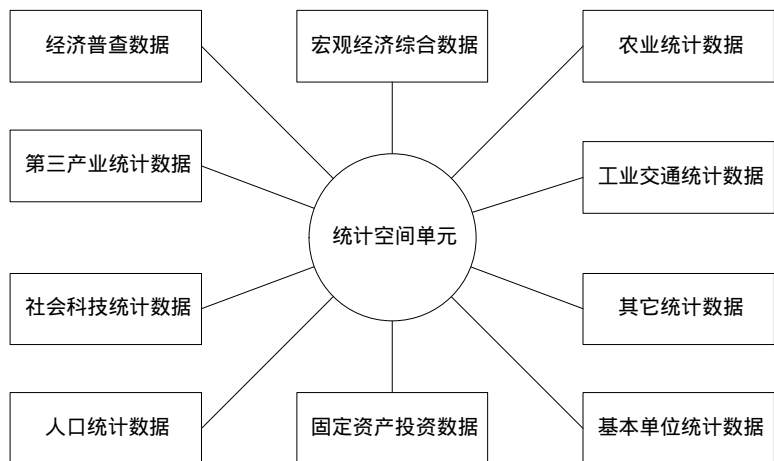 经济普查数据
宏观经济综合数据
农业统计数据
第三产业统计数据
工业交通统计数据
统计空间单元
社会科技统计数据
其它统计数据
人口统计数据
固定资产投资数据
基本单位统计数据